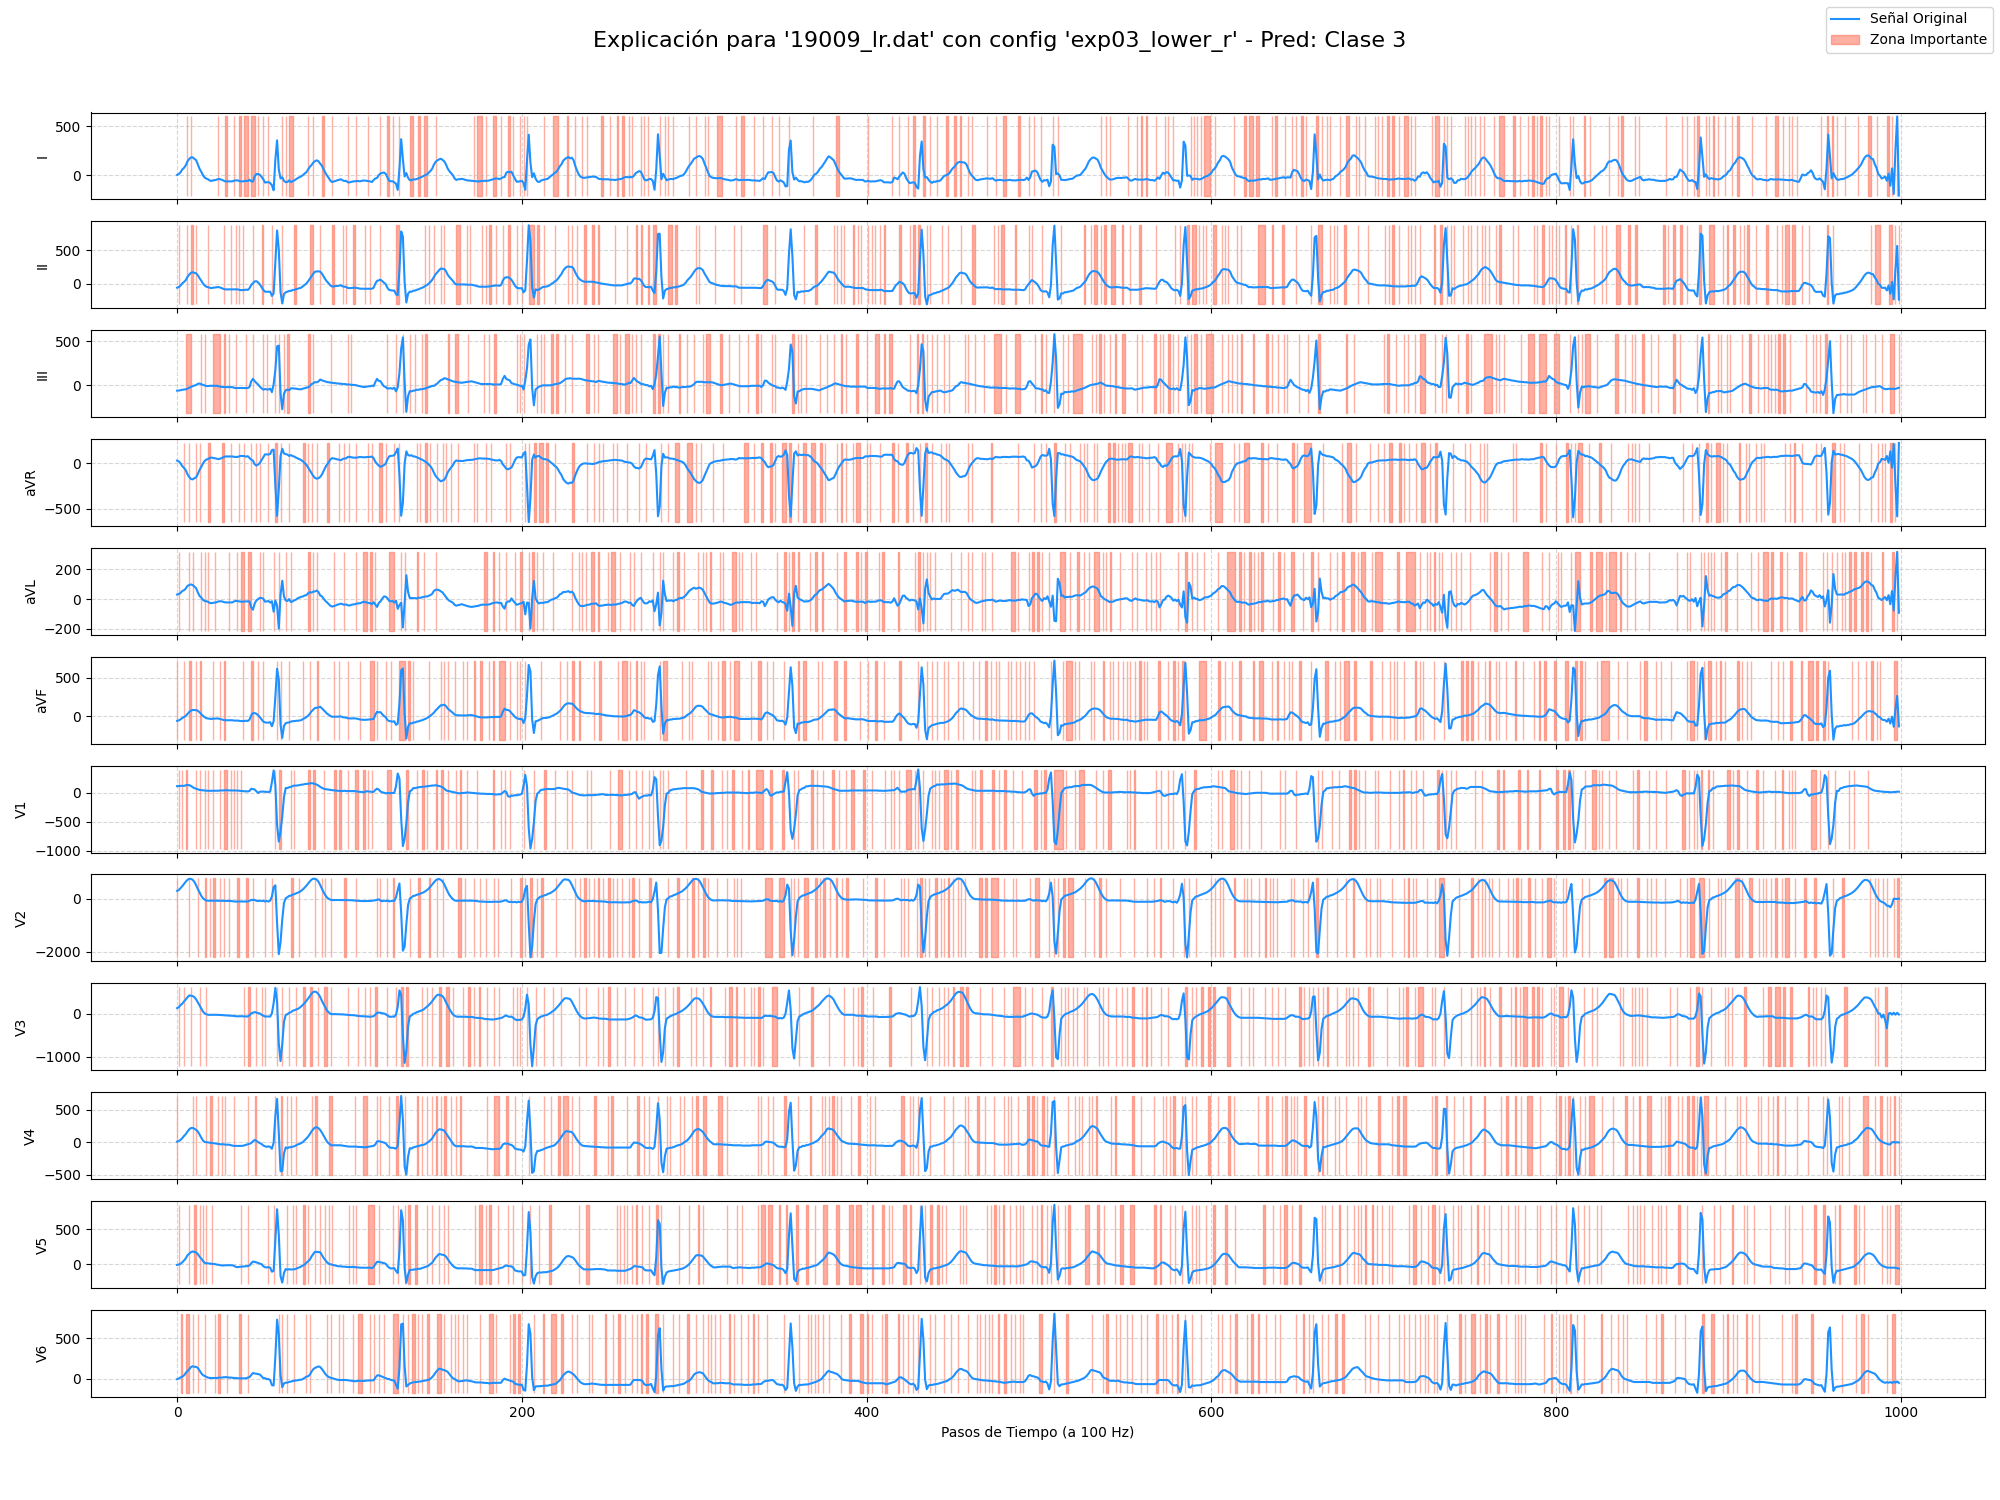 Explicación para '19009_lr.dat' con config 'exp03_lower_r' - Pred: Clase 3
Señal Original
Zona Importante
I
500
0
II
500
0
III
500
0
aVR
0
−500
aVL
200
0
−200
aVF
500
0
V1
0
−500
−1000
V2
0
−2000
V3
0
−1000
V4
500
0
−500
V5
500
0
V6
500
0
0 200 400 600 800 1000
Pasos de Tiempo (a 100 Hz)